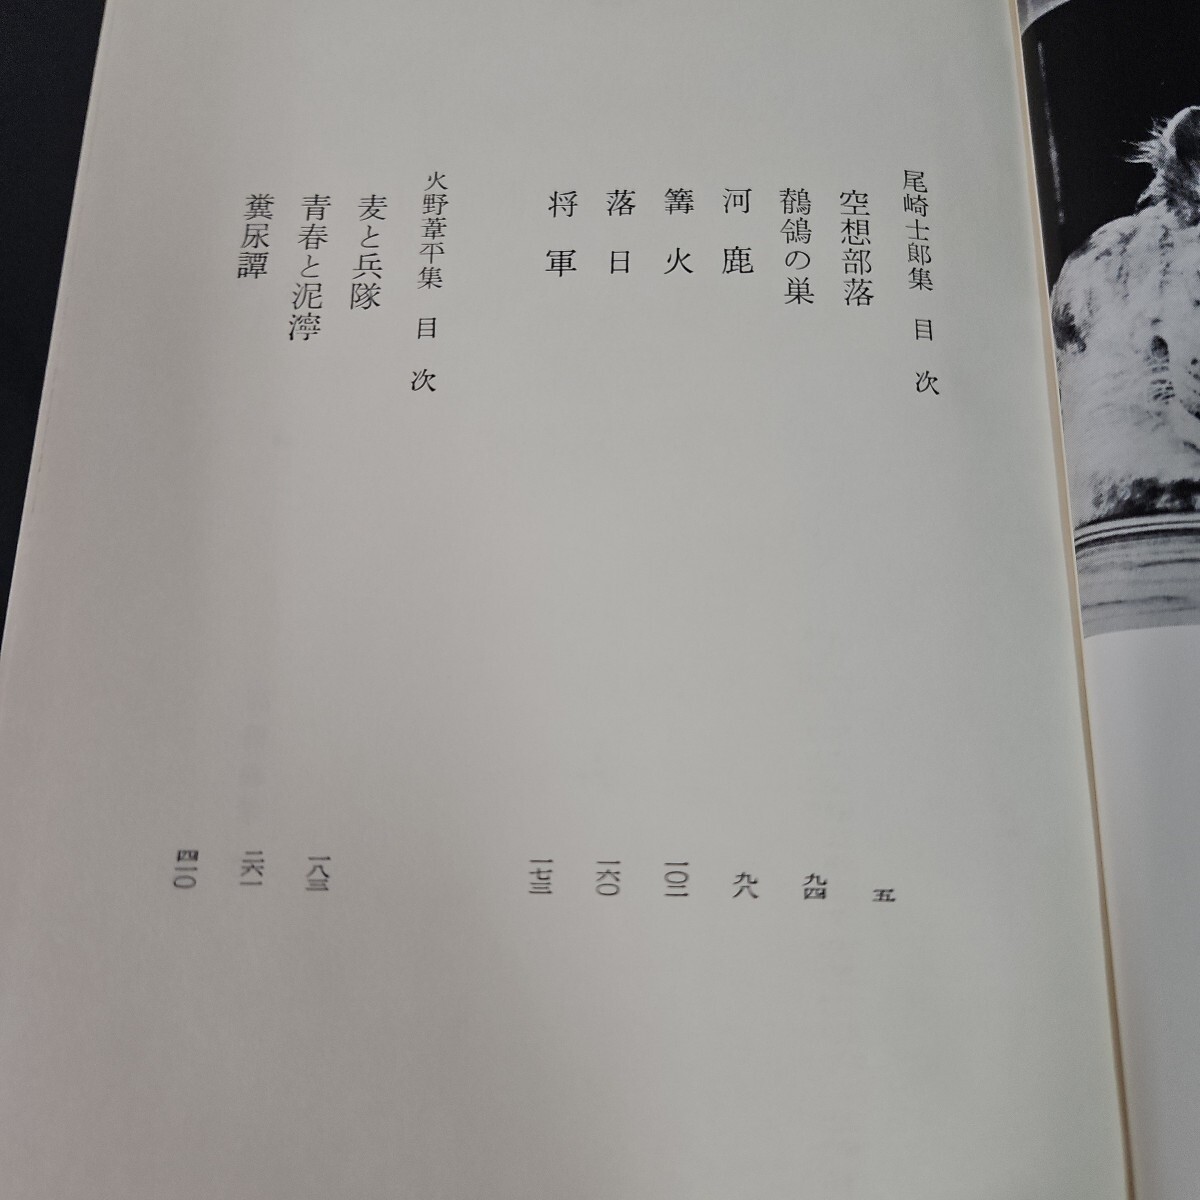 尾崎士郎集 目次
空想部落 五
鶺鴒の巣 九四
河鹿 九八
篝火 一〇二
落日 一六〇
将軍 一七三
火野葦平集 目次
麦と兵隊 一八三
青春と泥濘 二六一
糞尿譚 四一〇